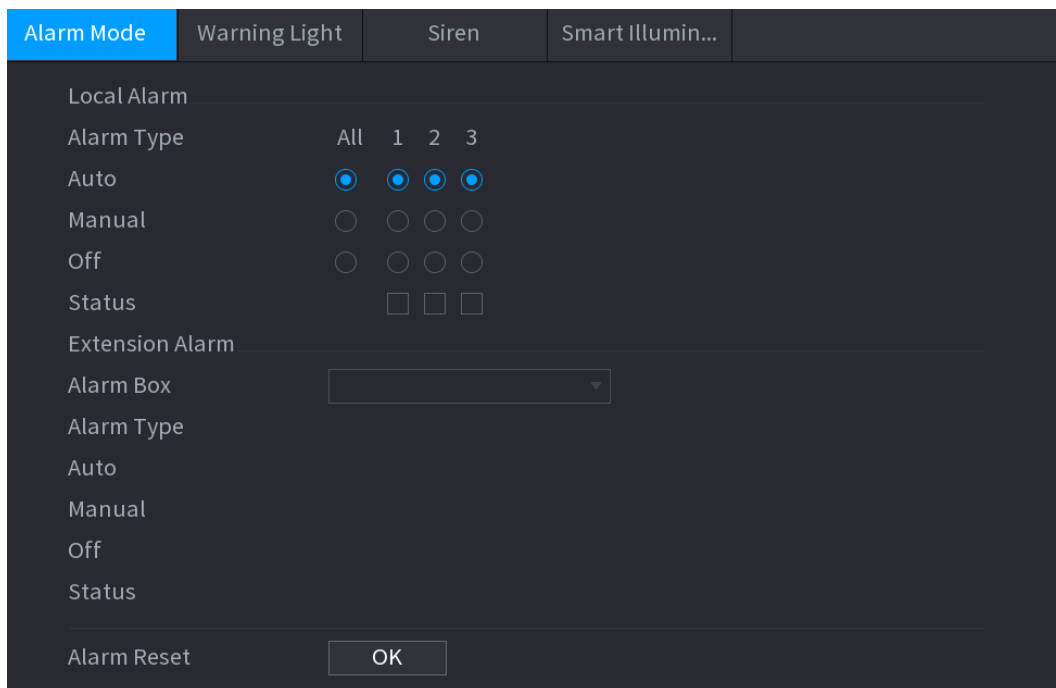 Alarm Mode Warning Light Siren Smart Illumin...
Local Alarm
Alarm Type All 1 2 3
Auto
Manual
Off
Status
Extension Alarm
Alarm Box
Alarm Type
Auto
Manual
Off
Status
Alarm Reset OK